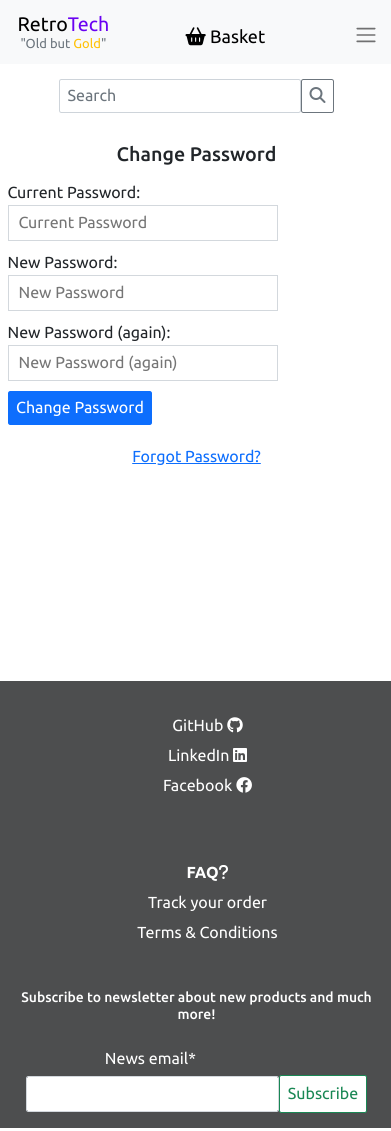 RetroTech
"Old but Gold"
Basket
Search
Change Password
Current Password:
Current Password
New Password:
New Password
New Password (again):
New Password (again)
Change Password
Forgot Password?
GitHub
LinkedIn
Facebook
FAQ?
Track your order
Terms & Conditions
Subscribe to newsletter about new products and much
more!
News email*
Subscribe